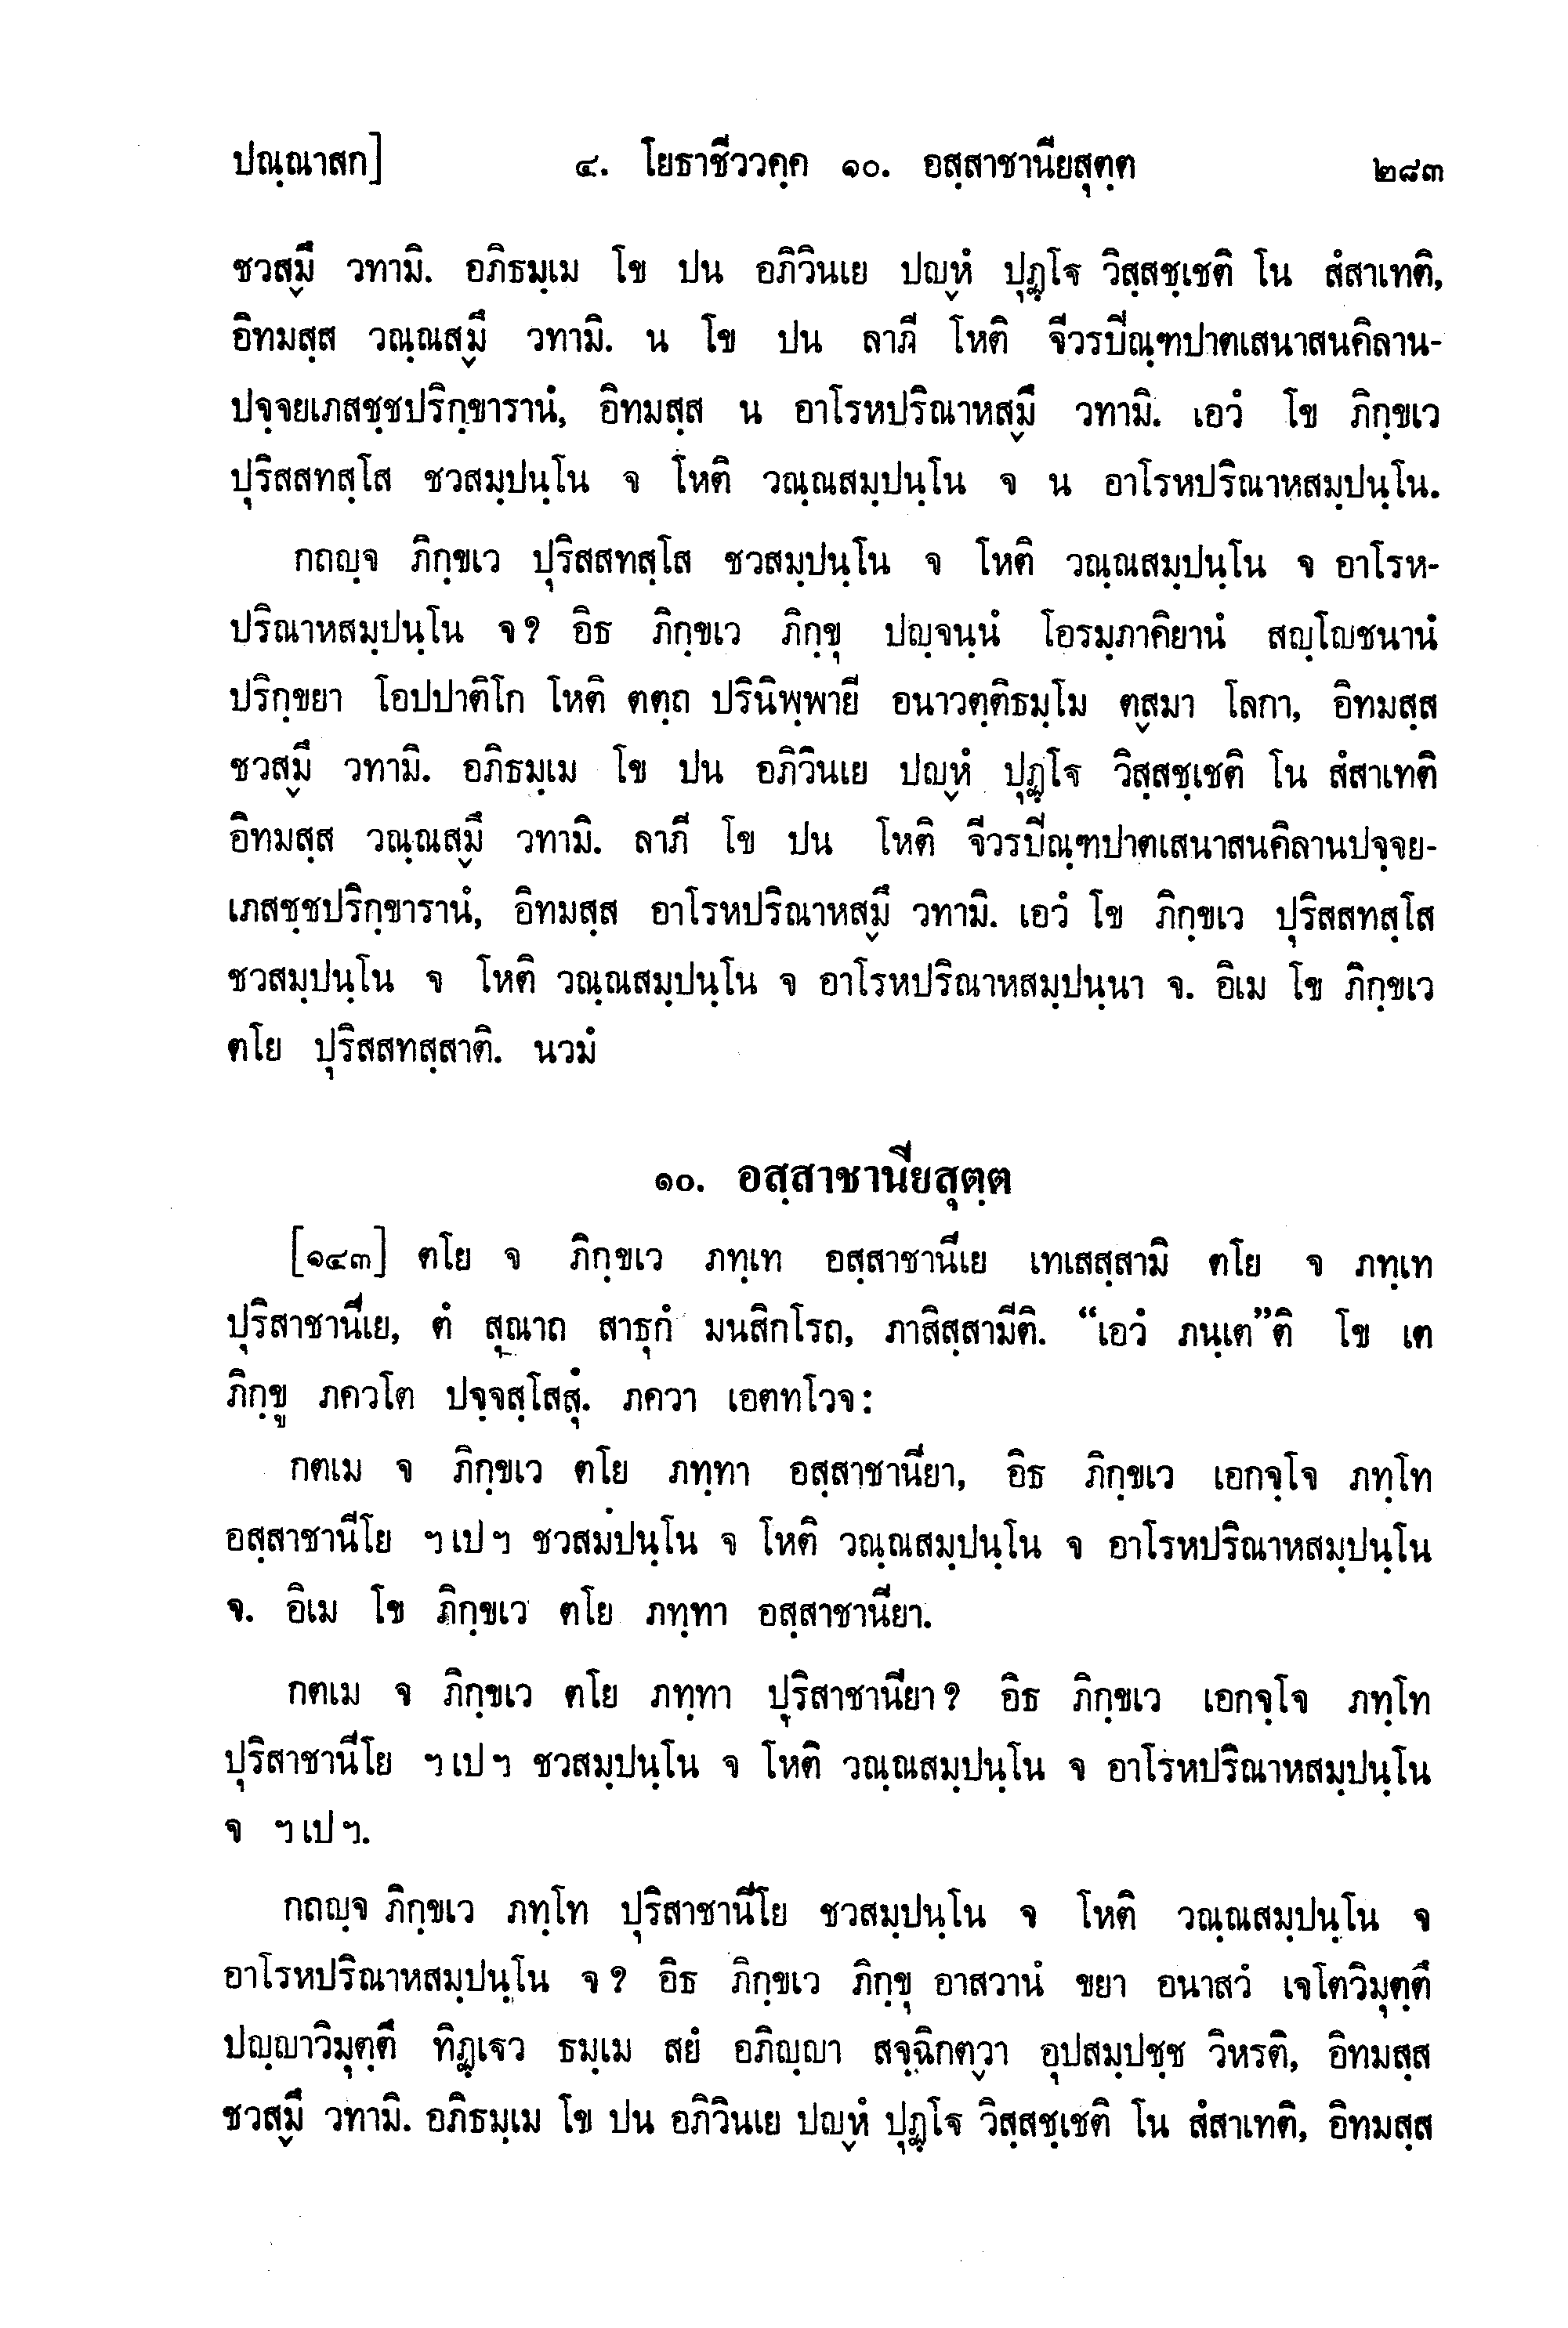 ปณฺณาสก] ๔. โยธาชีววคฺค ๑๐. อสฺสาชานียสุตฺต ๒๘๓
ชวสฺมึ วทามิ. อภิธมฺเม โข ปน อภิวินเย ปญฺหํ ปุฏฺโฐ วิสฺสชฺเชติ โน สํสาเทติ,
อิทมสฺส วณฺณสฺมึ วทามิ. น โข ปน ลาภี โหติ จีวรปิณฺฑปาตเสนาสนคิลาน-
ปจฺจยเภสชฺชปริกฺขารานํ, อิทมสฺส น อาโรหปริณาหสฺมึ วทามิ. เอวํ โข ภิกฺขเว
ปุริสสทสฺโส ชวสมฺปนฺโน จ โหติ วณฺณสมฺปนฺโน จ น อาโรหปริณาหสมฺปนฺโน.
กถญฺจ ภิกฺขเว ปุริสสทสฺโส ชวสมฺปนฺโน จ โหติ วณฺณสมฺปนฺโน จ อาโรห-
ปริณาหสมฺปนฺโน จ? อิธ ภิกฺขเว ภิกฺขุ ปญฺจนฺนํ โอรมฺภาคิยานํ สญฺโญชนานํ
ปริกฺขยา โอปปาติโก โหติ ตตฺถ ปรินิพฺพายี อนาวตฺติธมฺโม ตสฺมา โลกา, อิทมสฺส
ชวสฺมึ วทามิ. อภิธมฺเม โข ปน อภิวินเย ปญฺหํ ปุฏฺโฐ วิสฺสชฺเชติ โน สํสาเทติ
อิทมสฺส วณฺณสฺมึ วทามิ. ลาภี โข ปน โหติ จีวรปิณฺฑปาตเสนาสนคิลานปจฺจย-
เภสชฺชปริกฺขารานํ, อิทมสฺส อาโรหปริณาหสฺมึ วทามิ. เอวํ โข ภิกฺขเว ปุริสสทสฺโส
ชวสมฺปนฺโน จ โหติ วณฺณสมฺปนฺโน จ อาโรหปริณาหสมฺปนฺนา จ. อิเม โข ภิกฺขเว
ตโย ปุริสสทสฺสาติ. นวมํ
๑๐. อสฺสาชานียสุตฺต
[๑๔๓] ตโย จ ภิกฺขเว ภทฺเท อสฺสาชานีเย เทเสสฺสามิ ตโย จ ภทฺเท
ปุริสาชานีเย, ตํ สุณาถ สาธุกํ มนสิกโรถ, ภาสิสฺสามีติ. “เอวํ ภนฺเต”ติ โข เต
ภิกฺขู ภควโต ปจฺจสฺโสสุํ. ภควา เอตทโวจ:
กตเม จ ภิกฺขเว ตโย ภทฺทา อสฺสาชานียา, อิธ ภิกฺขเว เอกจฺโจ ภทฺโท
อสฺสาชานีโย ฯเปฯ ชวสมฺปนฺโน จ โหติ วณฺณสมฺปนฺโน จ อาโรหปริณาหสมฺปนฺโน
จ. อิเม โข ภิกฺขเว ตโย ภทฺทา อสฺสาชานียา.
กตเม จ ภิกฺขเว ตโย ภทฺทา ปุริสาชานียา? อิธ ภิกฺขเว เอกจฺโจ ภทฺโท
ปุริสาชานีโย ฯเปฯ ชวสมฺปนฺโน จ โหติ วณฺณสมฺปนฺโน จ อาโรหปริณาหสมฺปนฺโน
จ ฯเปฯ.
กถญฺจ ภิกฺขเว ภทฺโท ปุริสาชานีโย ชวสมฺปนฺโน จ โหติ วณฺณสมฺปนฺโน จ
อาโรหปริณาหสมฺปนฺโน จ? อิธ ภิกฺขเว ภิกฺขุ อาสวานํ ขยา อนาสวํ เจโตวิมุตฺตึ
ปญฺญาวิมุตฺตึ ทิฏฺเฐว ธมฺเม สยํ อภิญฺญา สจฺฉิกตฺวา อุปสมฺปชฺช วิหรติ, อิทมสฺส
ชวสฺมึ วทามิ. อภิธมฺเม โข ปน อภิวินเย ปญฺหํ ปุฏฺโฐ วิสฺสชฺเชติ โน สํสาเทติ, อิทมสฺส